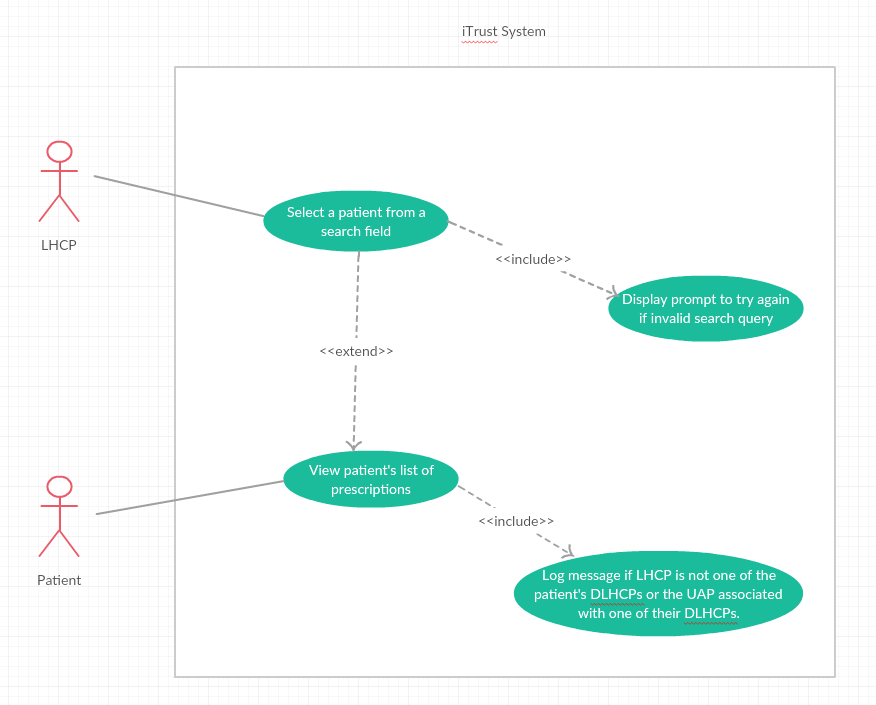 iTrust System
LHCP
Select a patient from a
search field
<<include>>
Display prompt to try again
if invalid search query
<<extend>>
View patient's list of
prescriptions
Patient
<<include>>
Log message if LHCP is not one of the
patient's DLHCPs or the UAP associated
with one of their DLHCPs.